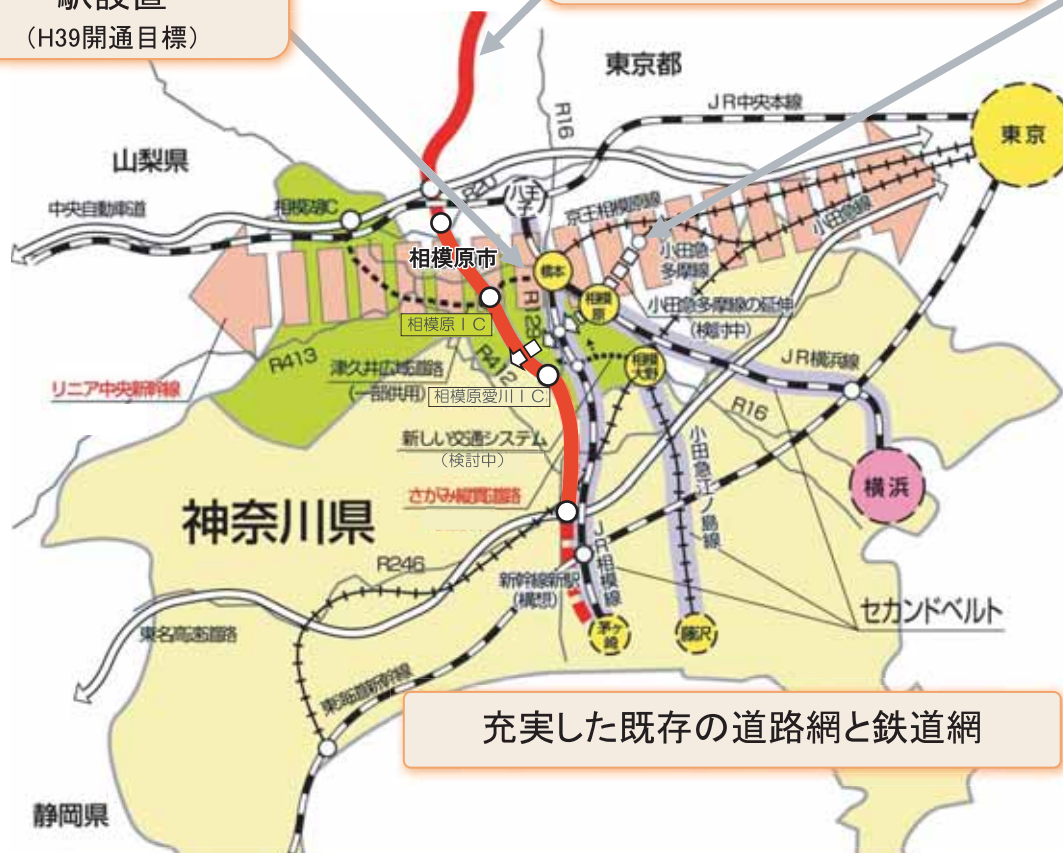 駅設置
（H39開通目標）
東京都
JR中央本線
R16
東京
山梨県
中央自動車道
相模湖IC
R20
八王子
京王相模原線
小田急線
相模原市
橋本
小田急
多摩線
相模原
小田急多摩線の延伸
（検討中）
相模原IC
R129
R413
津久井広域道路
（一部供用）
R412
相模大野
JR横浜線
リニア中央新幹線
相模原愛川IC
R16
新しい交通システム
（検討中）
小田急江ノ島線
横浜
さがみ縦貫道路
神奈川県
R246
JR相模線
新幹線新駅
（構想）
セカンドベルト
東名高速道路
茅ヶ崎
藤沢
東海道新幹線
充実した既存の道路網と鉄道網
静岡県